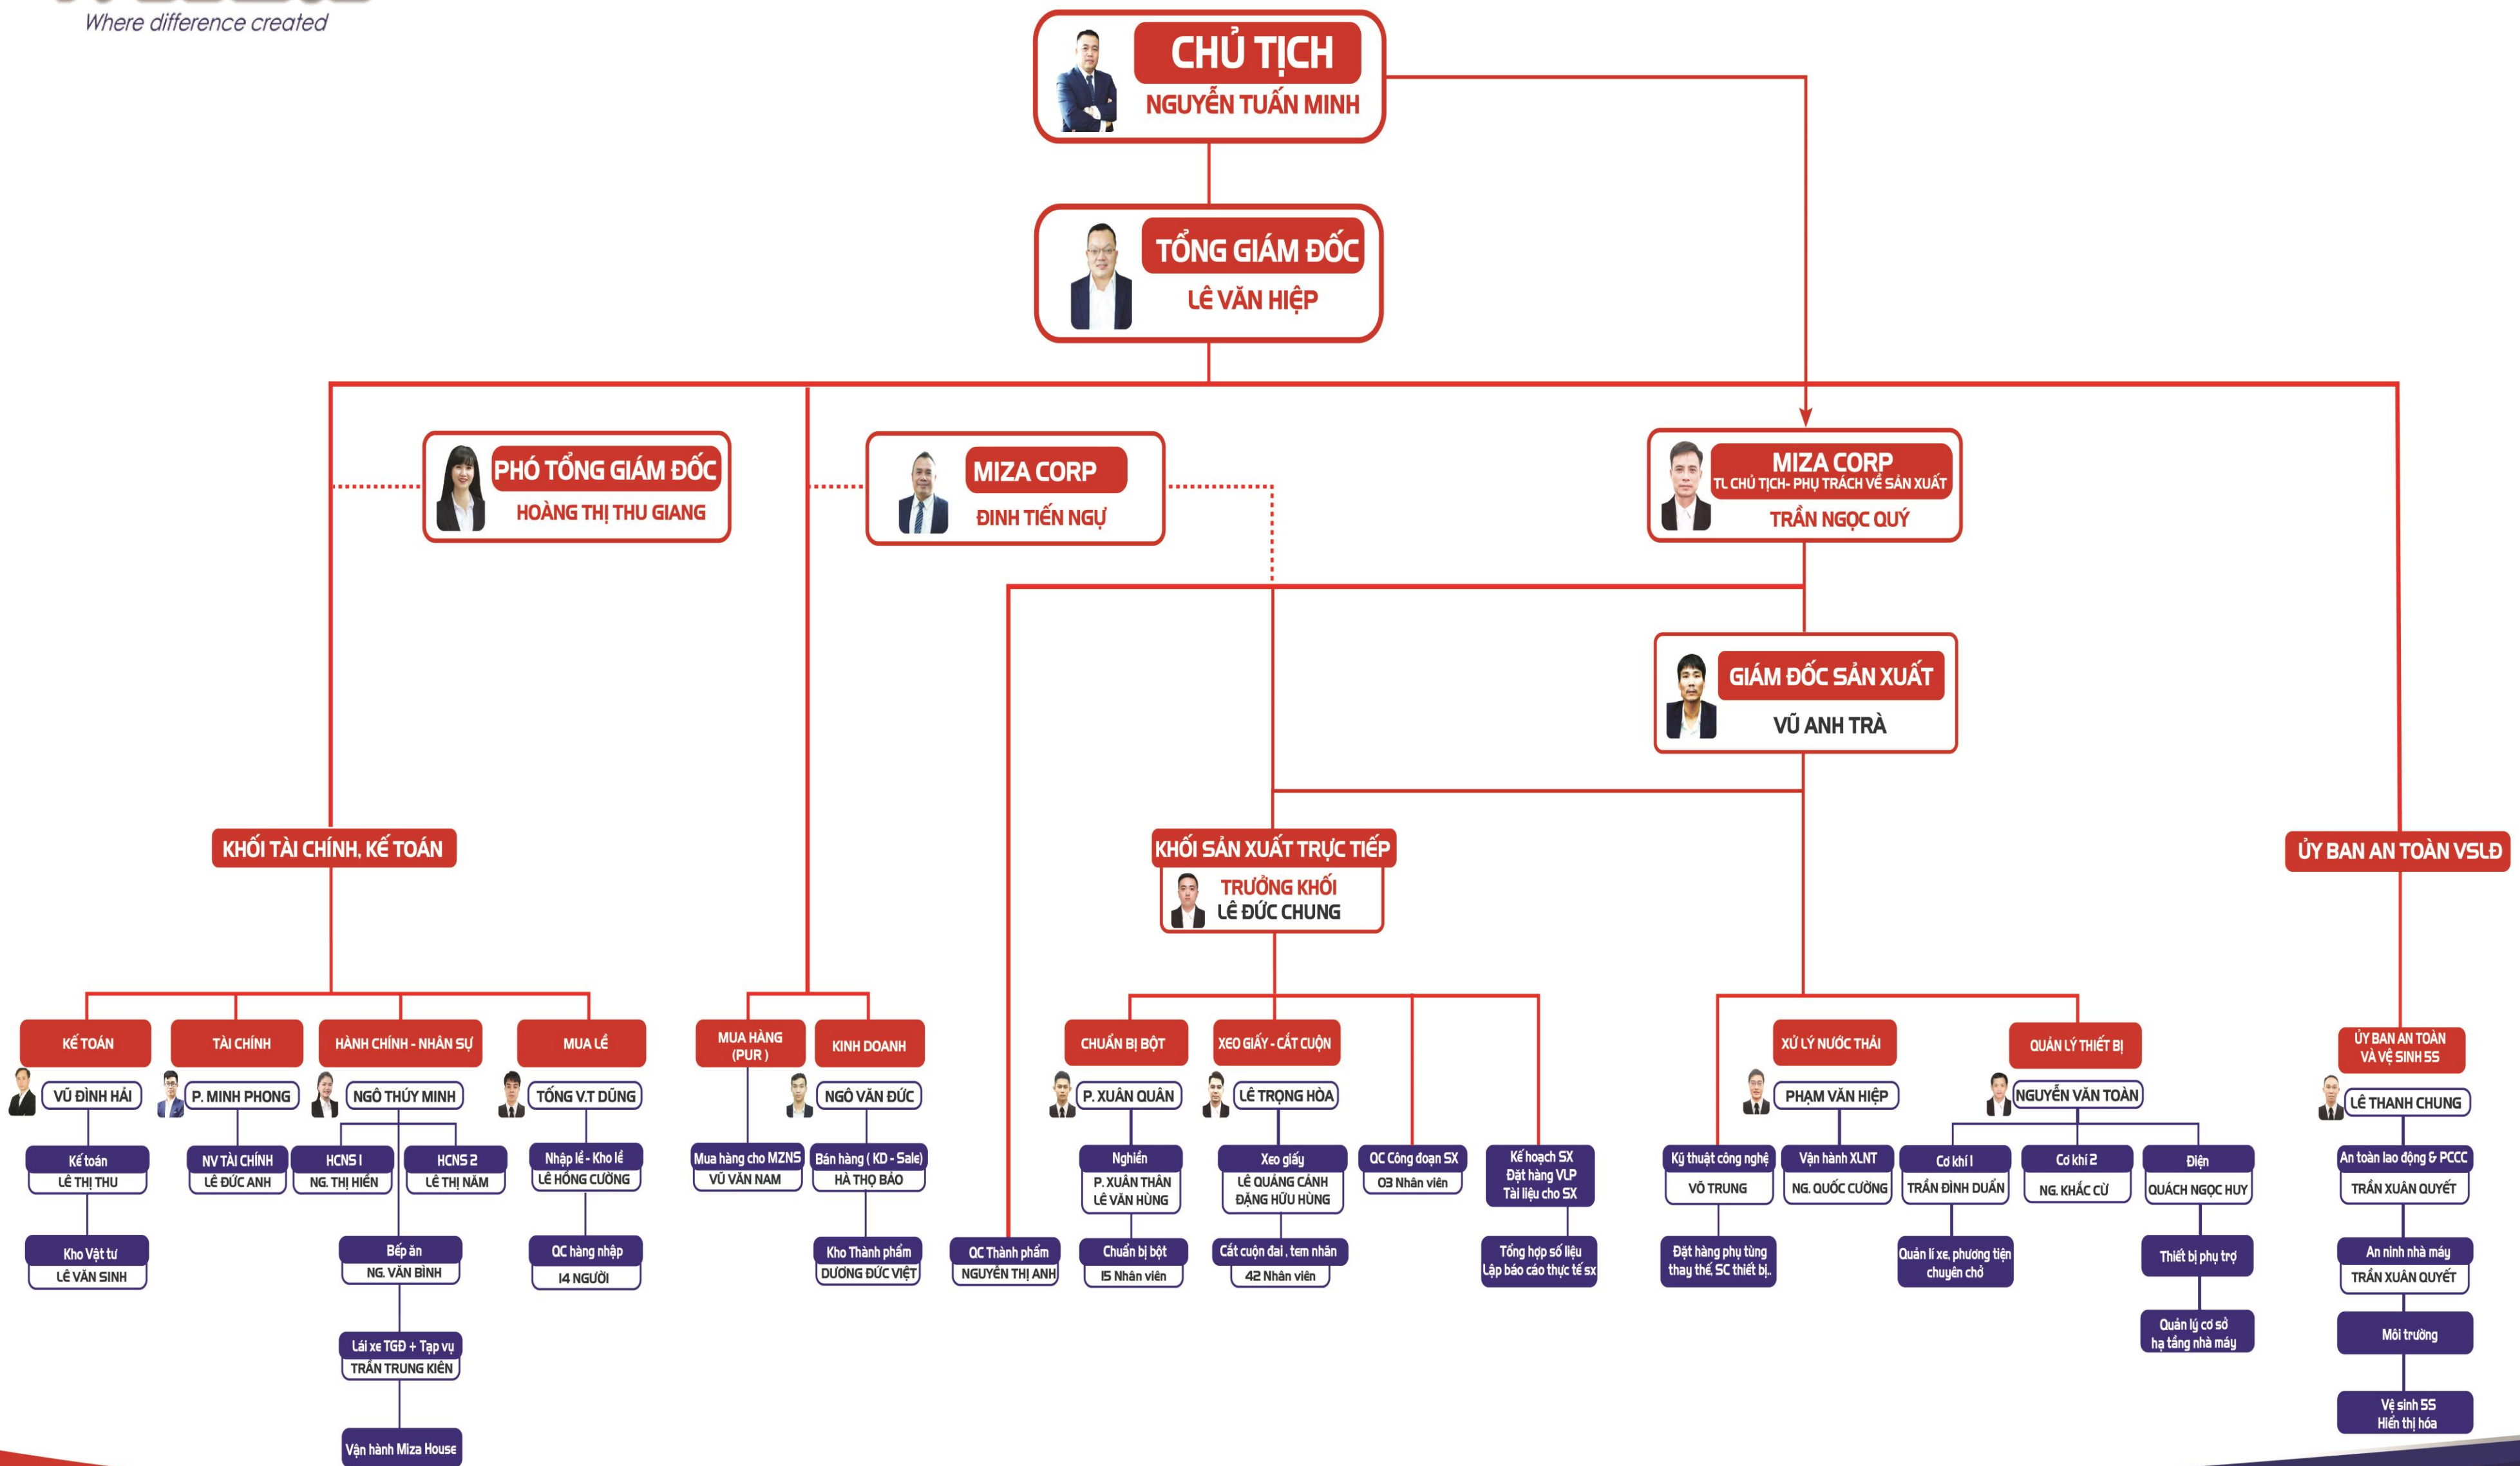 Where difference created
CHỦ TỊCH
NGUYỄN TUẤN MINH
TỔNG GIÁM ĐỐC
LÊ VĂN HIỆP
PHÓ TỔNG GIÁM ĐỐC
HOÀNG THỊ THU GIANG
MIZA CORP
ĐINH TIẾN NGỰ
MIZA CORP
TL CHỦ TỊCH- PHỤ TRÁCH VỀ SẢN XUẤT
TRẦN NGỌC QUÝ
GIÁM ĐỐC SẢN XUẤT
VŨ ANH TRÀ
KHỐI TÀI CHÍNH, KẾ TOÁN
KHỐI SẢN XUẤT TRỰC TIẾP
TRƯỞNG KHỐI
LÊ ĐỨC CHUNG
ỦY BAN AN TOÀN VSLĐ
KẾ TOÁN
VŨ ĐÌNH HẢI
Kế toán
LÊ THỊ THU
Kho Vật tư
LÊ VĂN SINH
TÀI CHÍNH
P. MINH PHONG
NV TÀI CHÍNH
LÊ ĐỨC ANH
HÀNH CHÍNH - NHÂN SỰ
NGÔ THÚY MINH
HCNS 1
NG. THỊ HIỀN
HCNS 2
LÊ THỊ NĂM
Bếp ăn
NG. VĂN BÌNH
Lái xe TGĐ + Tạp vụ
TRẦN TRUNG KIÊN
Vận hành Miza House
MUA LỀ
TỐNG V.T DŨNG
Nhập lề - Kho lề
LÊ HỒNG CƯỜNG
QC hàng nhập
14 NGƯỜI
MUA HÀNG
(PUR )
Mua hàng cho MZNS
VŨ VĂN NAM
KINH DOANH
NGÔ VĂN ĐỨC
Bán hàng ( KD - Sale)
HÀ THỌ BẢO
Kho Thành phẩm
DƯƠNG ĐỨC VIỆT
QC Thành phẩm
NGUYỄN THỊ ANH
CHUẨN BỊ BỘT
P. XUÂN QUÂN
Nghiền
P. XUÂN THÂN
LÊ VĂN HÙNG
Chuẩn bị bột
15 Nhân viên
XEO GIẤY - CẮT CUỘN
LÊ TRỌNG HÒA
Xeo giấy
LÊ QUẢNG CẢNH
ĐẶNG HỮU HÙNG
Cắt cuộn đai , tem nhãn
42 Nhân viên
QC Công đoạn SX
03 Nhân viên
Kế hoạch SX
Đặt hàng VLP
Tài liệu cho SX
Tổng hợp số liệu
Lập báo cáo thực tế sx
Kỹ thuật công nghệ
VÕ TRUNG
Đặt hàng phụ tùng
thay thế, SC thiết bị..
XỬ LÝ NƯỚC THẢI
PHẠM VĂN HIỆP
Vận hành XLNT
NG. QUỐC CƯỜNG
QUẢN LÝ THIẾT BỊ
NGUYỄN VĂN TOÀN
Cơ khí 1
TRẦN ĐÌNH DUẨN
Quản lí xe, phương tiện
chuyên chở
Cơ khí 2
NG. KHẮC CỪ
Điện
QUÁCH NGỌC HUY
Thiết bị phụ trợ
Quản lý cơ sở
hạ tầng nhà máy
ỦY BAN AN TOÀN
VÀ VỆ SINH 5S
LÊ THANH CHUNG
An toàn lao động & PCCC
TRẦN XUÂN QUYẾT
An ninh nhà máy
TRẦN XUÂN QUYẾT
Môi trường
Vệ sinh 5S
Hiển thị hóa